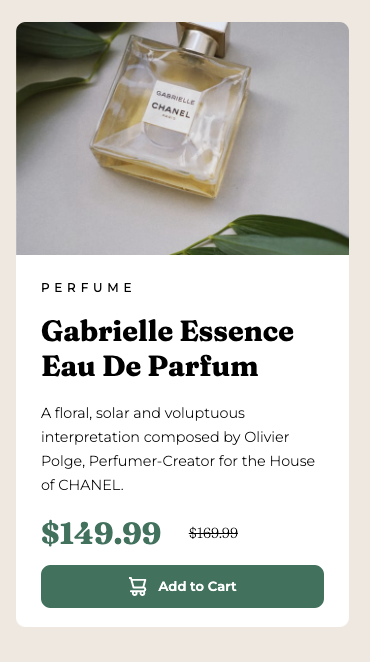 GABRIELLE
CHANEL
PARIS
PERFUME
Gabrielle Essence
Eau De Parfum
A floral, solar and voluptuous
interpretation composed by Olivier
Polge, Perfumer-Creator for the House
of CHANEL.
$149.99 $169.99
Add to Cart